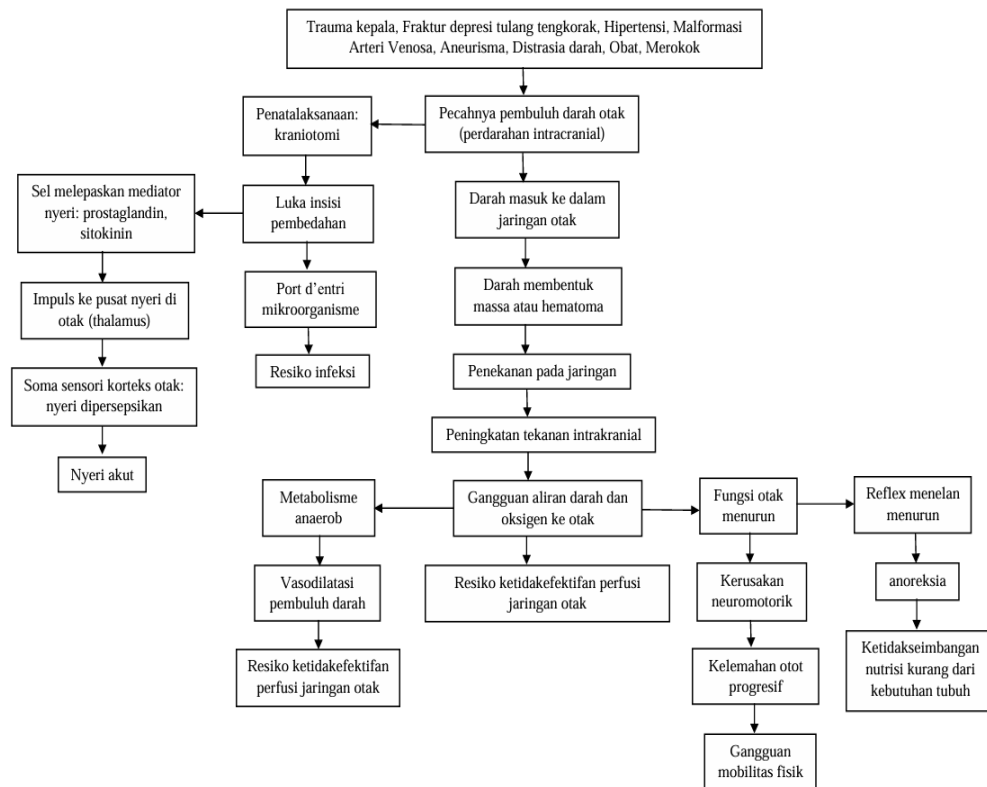 Trauma kepala, Fraktur depresi tulang tengkorak, Hipertensi, Malformasi
Arteri Venosa, Aneurisma, Distrasia darah, Obat, Merokok
Penatalaksanaan:
kraniotomi
Pecahnya pembuluh darah otak
(perdarahan intracranial)
Sel melepaskan mediator
nyeri: prostaglandin,
sitokinin
Luka insisi
pembedahan
Darah masuk ke dalam
jaringan otak
Impuls ke pusat nyeri di
otak (thalamus)
Port d’entri
mikroorganisme
Darah membentuk
massa atau hematoma
Soma sensori korteks otak:
nyeri dipersepsikan
Resiko infeksi
Penekanan pada jaringan
Nyeri akut
Peningkatan tekanan intrakranial
Metabolisme
anaerob
Gangguan aliran darah dan
oksigen ke otak
Fungsi otak
menurun
Reflex menelan
menurun
Vasodilatasi
pembuluh darah
Resiko ketidakefektifan perfusi
jaringan otak
Kerusakan
neuromotorik
anoreksia
Resiko ketidakefektifan
perfusi jaringan otak
Kelemahan otot
progresif
Ketidakseimbangan
nutrisi kurang dari
kebutuhan tubuh
Gangguan
mobilitas fisik